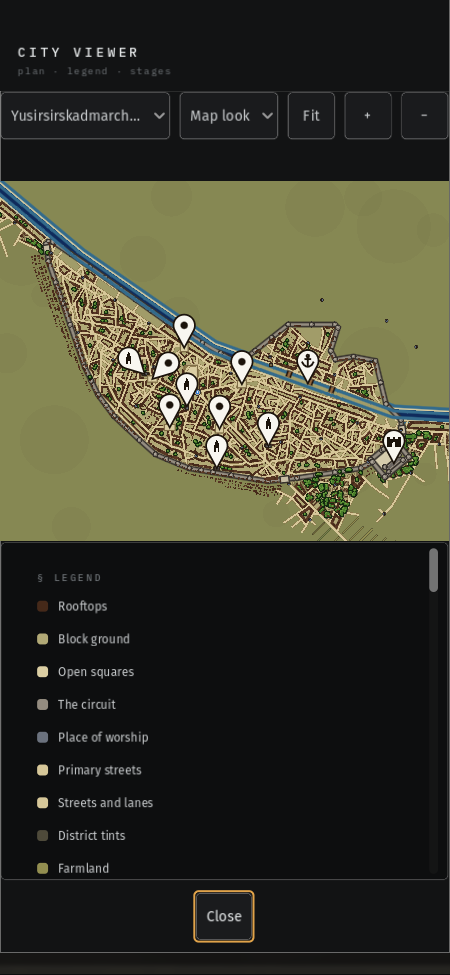 CITY VIEWER
plan · legend · stages
Yusirsirskadmarch... Map look Fit + −
§ LEGEND
Rooftops
Block ground
Open squares
The circuit
Place of worship
Primary streets
Streets and lanes
District tints
Farmland
Close